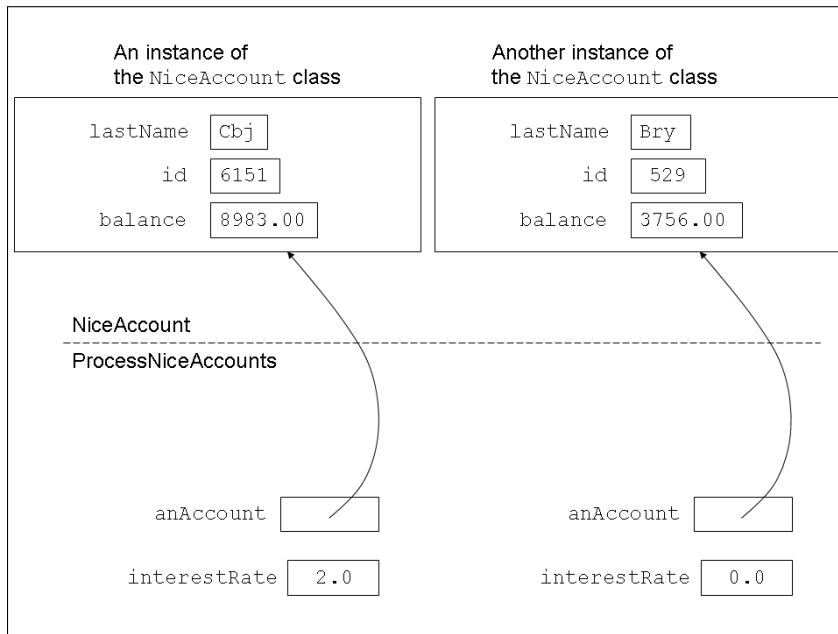 An instance of
the NiceAccount class
Another instance of
the NiceAccount class
lastName Cbj
id 6151
balance 8983.00
lastName Bry
id 529
balance 3756.00
NiceAccount
ProcessNiceAccounts
anAccount
interestRate 2.0
anAccount
interestRate 0.0